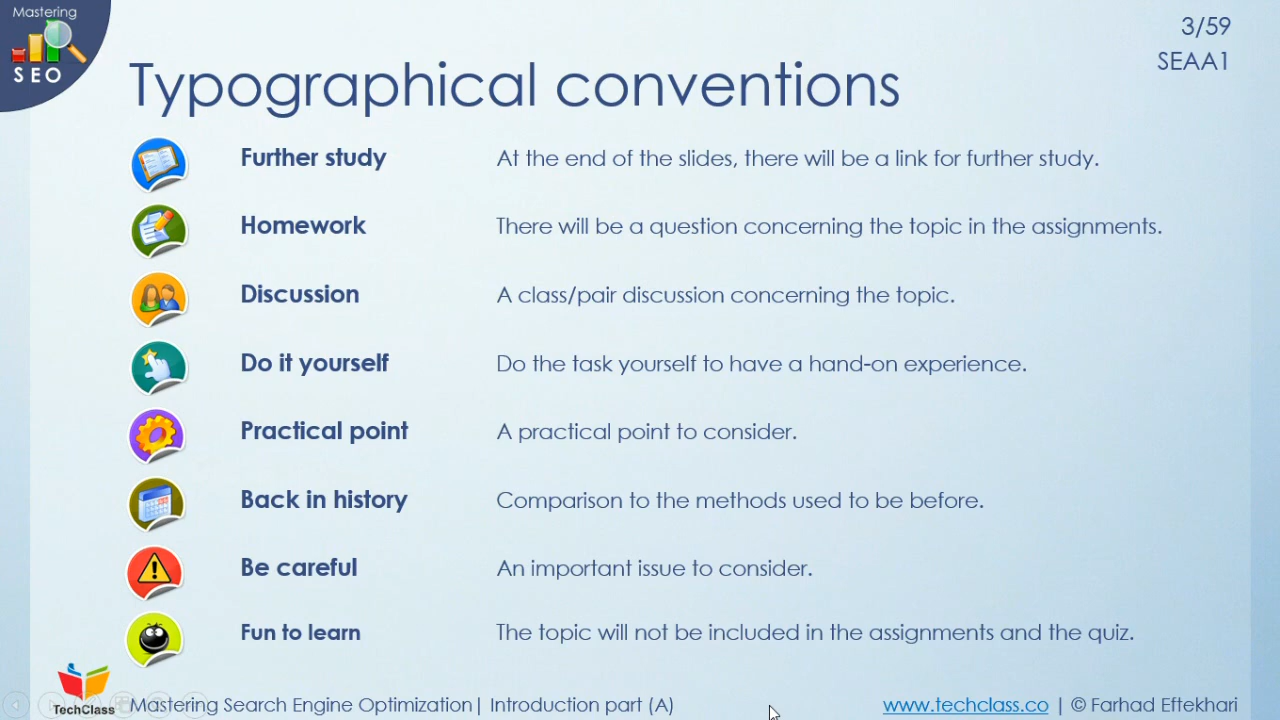 Mastering
SEO
3/59
SEAA1
Typographical conventions
Further study At the end of the slides, there will be a link for further study.
Homework There will be a question concerning the topic in the assignments.
Discussion A class/pair discussion concerning the topic.
Do it yourself Do the task yourself to have a hand-on experience.
Practical point A practical point to consider.
Back in history Comparison to the methods used to be before.
Be careful An important issue to consider.
Fun to learn The topic will not be included in the assignments and the quiz.
TechClass
Mastering Search Engine Optimization| Introduction part (A) www.techclass.co | © Farhad Eftekhari